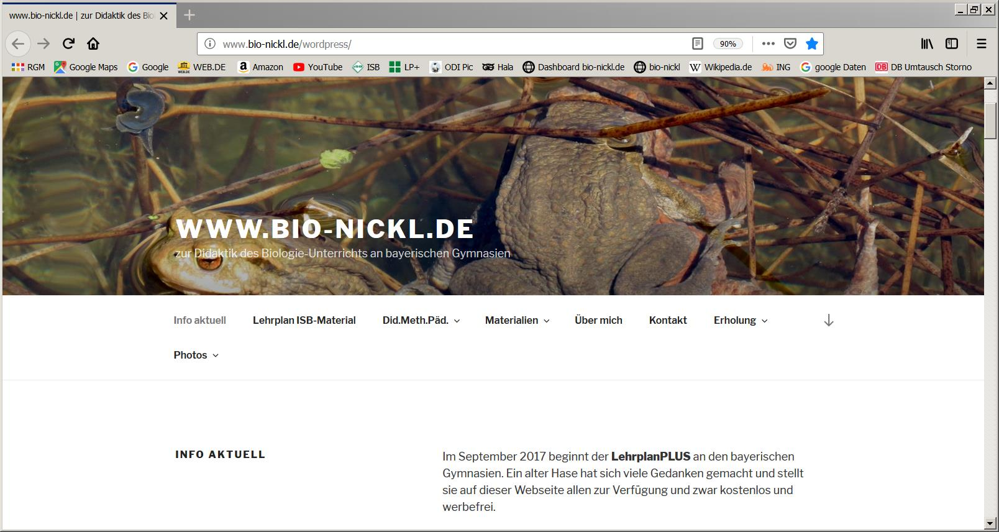 www.bio-nickl.de | zur Didaktik des Bio
www.bio-nickl.de/wordpress/
90%
RGM Google Maps Google WEB.DE Amazon YouTube ISB LP+ ODI Pic Hala Dashboard bio-nickl.de bio-nickl Wikipedia.de ING google Daten DB Umtausch Storno
WWW.BIO-NICKL.DE
zur Didaktik des Biologie-Unterrichts an bayerischen Gymnasien
Info aktuell Lehrplan ISB-Material Did.Meth.Päd. Materialien Über mich Kontakt Erholung
Photos
INFO AKTUELL
Im September 2017 beginnt der LehrplanPLUS an den bayerischen
Gymnasien. Ein alter Hase hat sich viele Gedanken gemacht und stellt
sie auf dieser Webseite allen zur Verfügung und zwar kostenlos und
werbefrei.